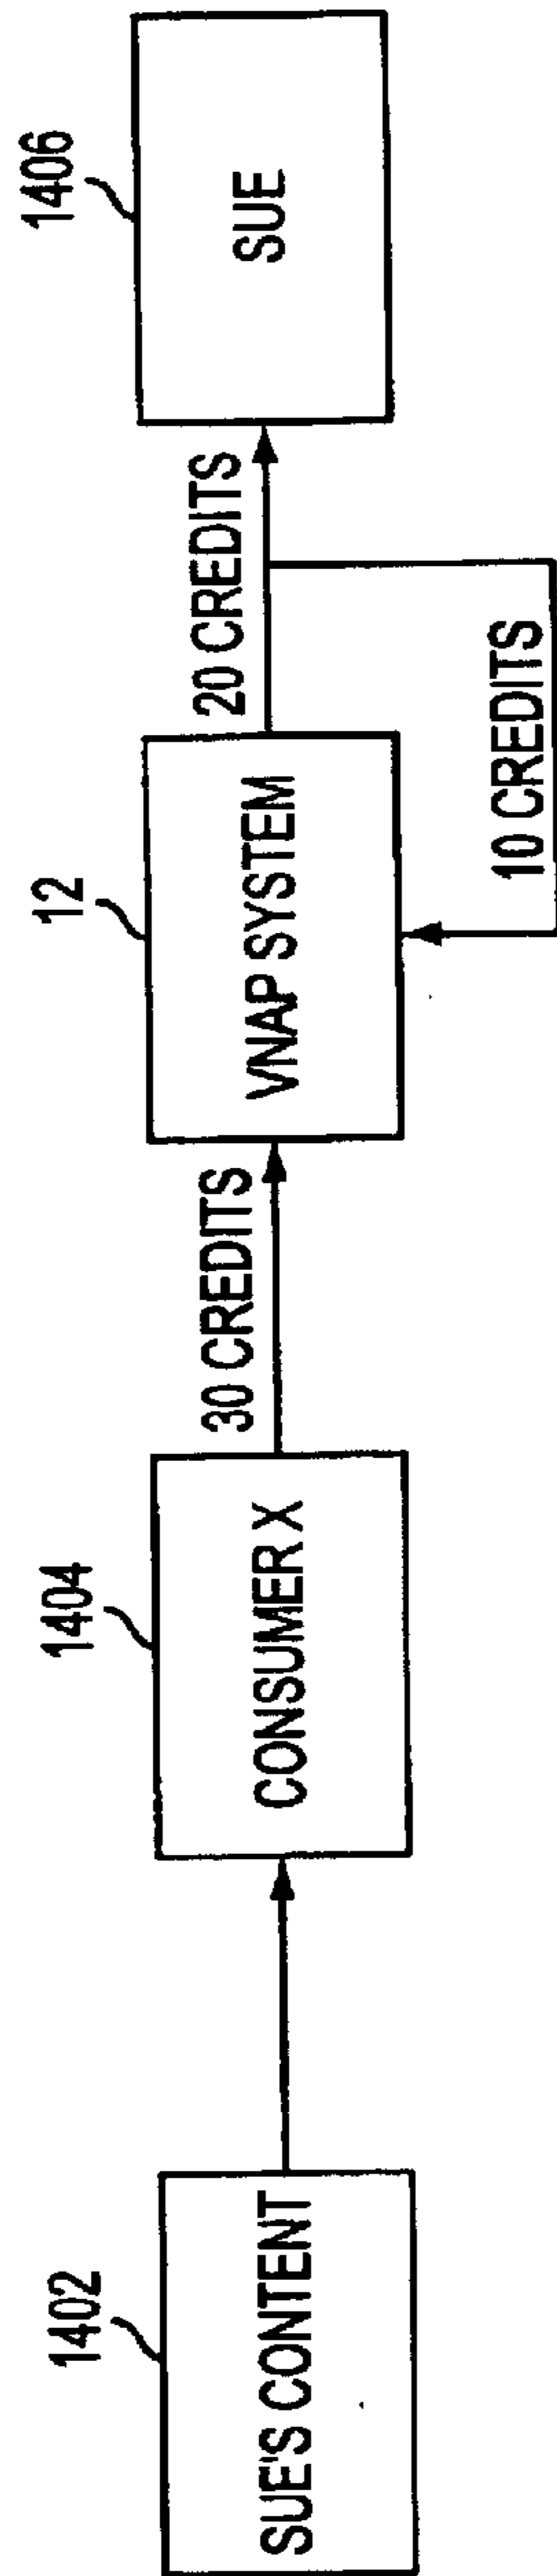 1402
SUE'S CONTENT
1404
CONSUMER X
30 CREDITS
12
VNAP SYSTEM
20 CREDITS
10 CREDITS
1406
SUE